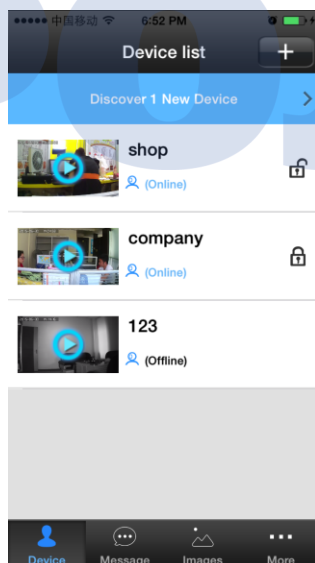 中国移动 6:52 PM
Device list
+
Discover 1 New Device
shop
(Online)
company
(Online)
123
(Offline)
Device Message Images More